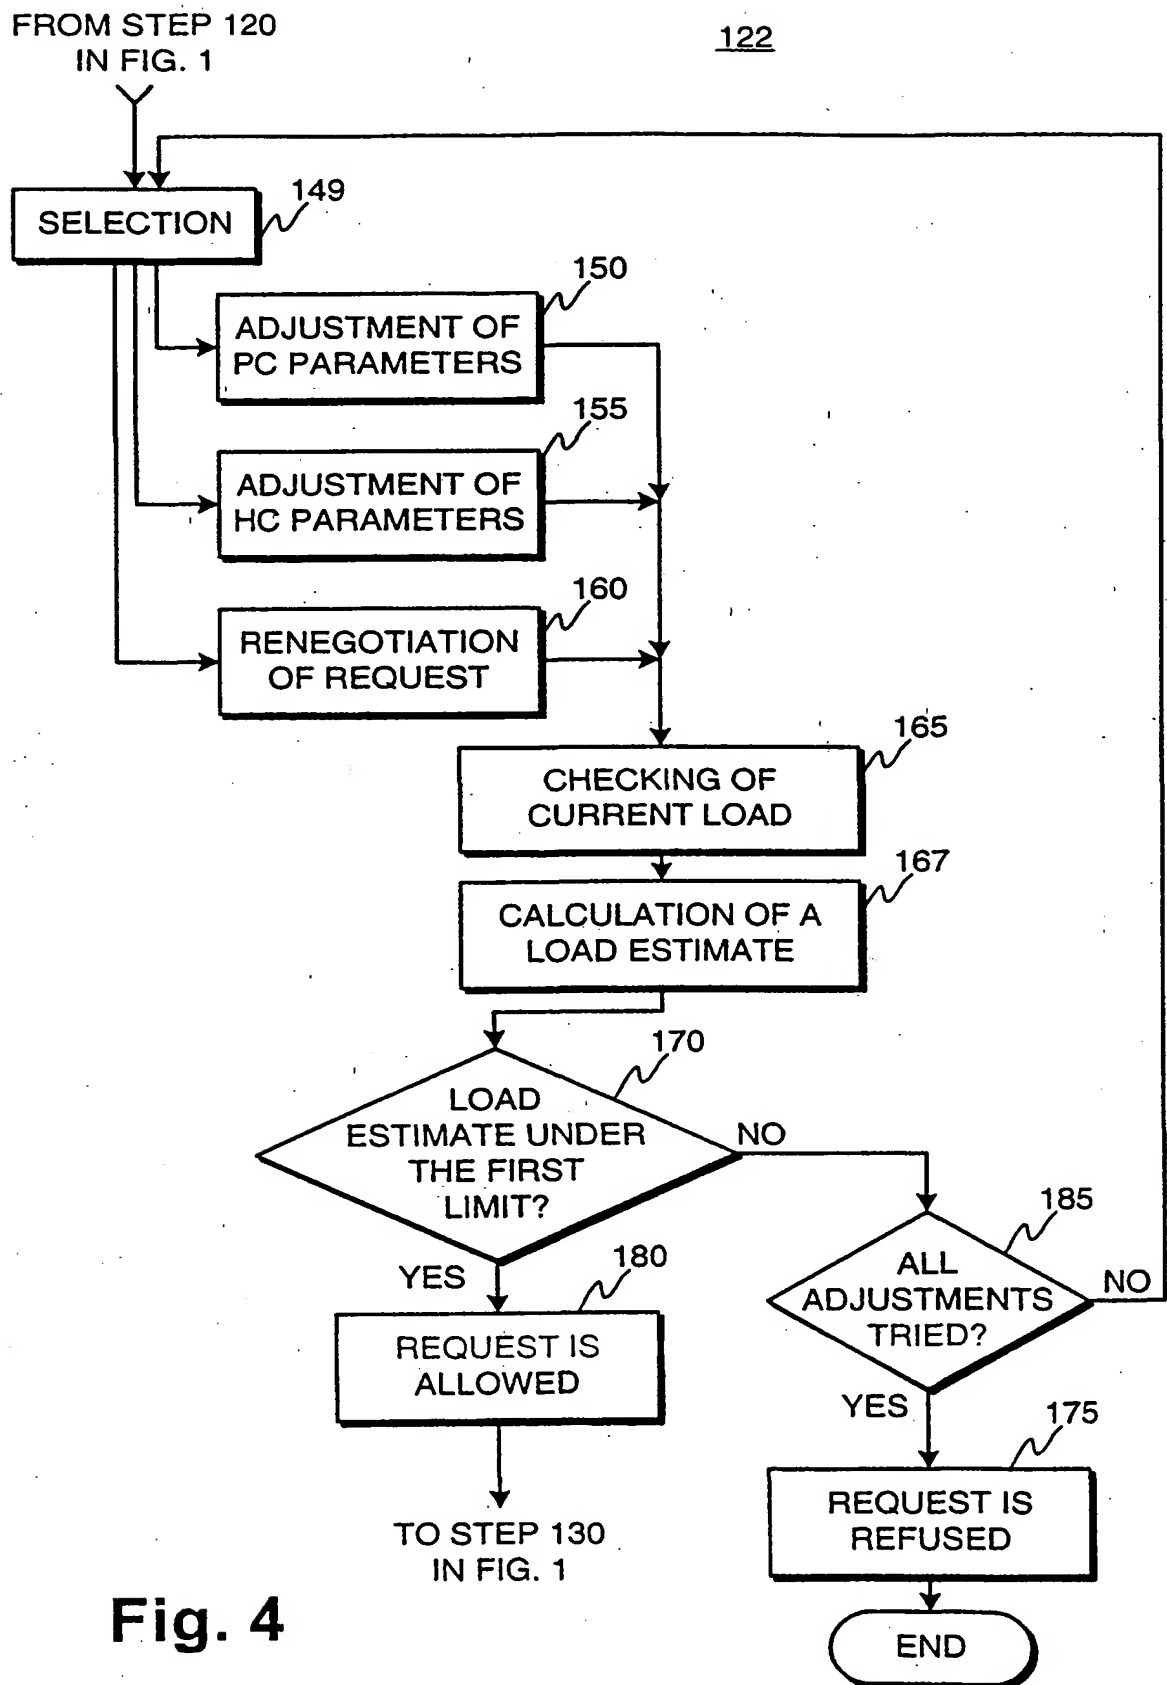 FROM STEP 120
IN FIG. 1
122
SELECTION
149
150
ADJUSTMENT OF
PC PARAMETERS
155
ADJUSTMENT OF
HC PARAMETERS
160
RENEGOTIATION
OF REQUEST
165
CHECKING OF
CURRENT LOAD
167
CALCULATION OF A
LOAD ESTIMATE
170
LOAD
ESTIMATE UNDER
THE FIRST
LIMIT?
NO
185
ALL
ADJUSTMENTS
TRIED?
NO
YES
180
REQUEST IS
ALLOWED
TO STEP 130
IN FIG. 1
YES
175
REQUEST IS
REFUSED
END
Fig. 4